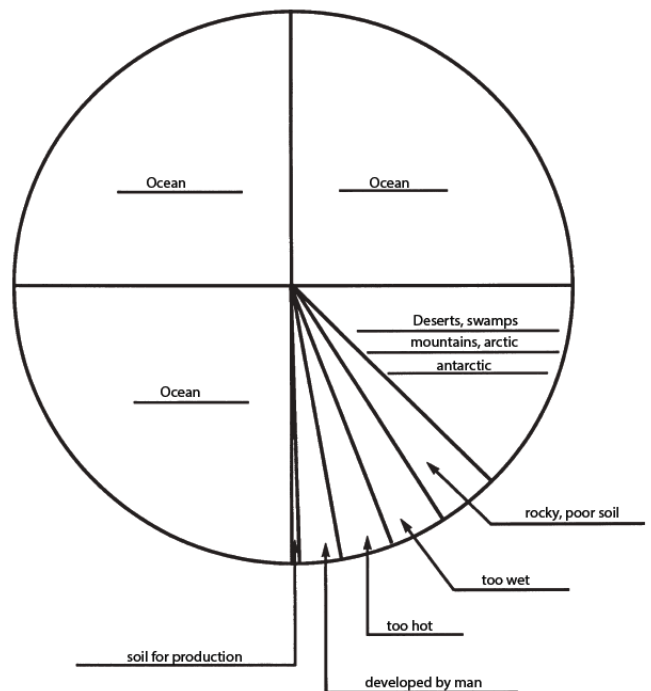 Ocean
Ocean
Deserts, swamps
mountains, arctic
antarctic
Ocean
rocky, poor soil
too wet
too hot
soil for production
developed by man